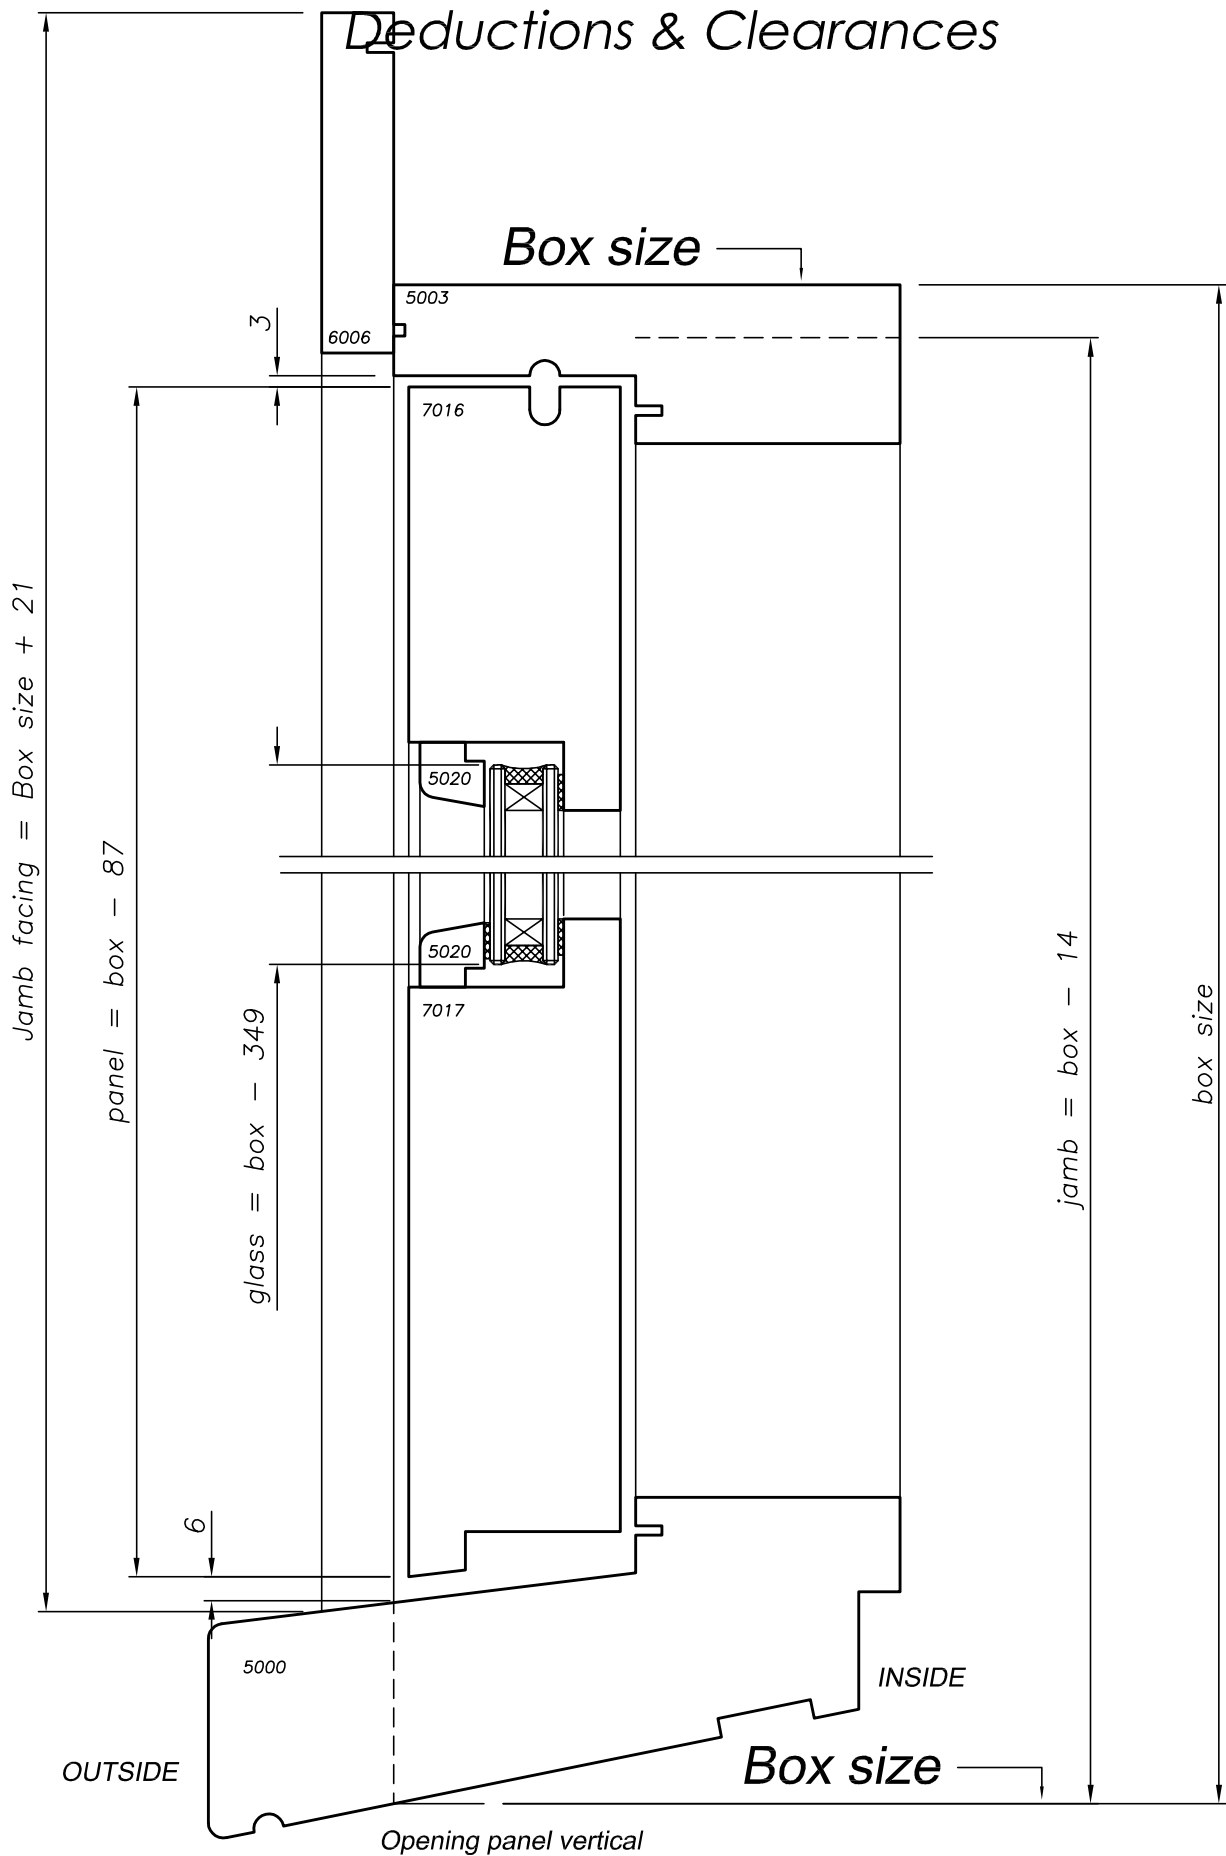 Deductions & Clearances
Box size
5003
6006
3
7016
Jamb facing = Box size + 21
panel = box - 87
5020
5020
7017
glass = box - 349
jamb = box - 14
box size
6
5000
INSIDE
OUTSIDE
Box size
Opening panel vertical